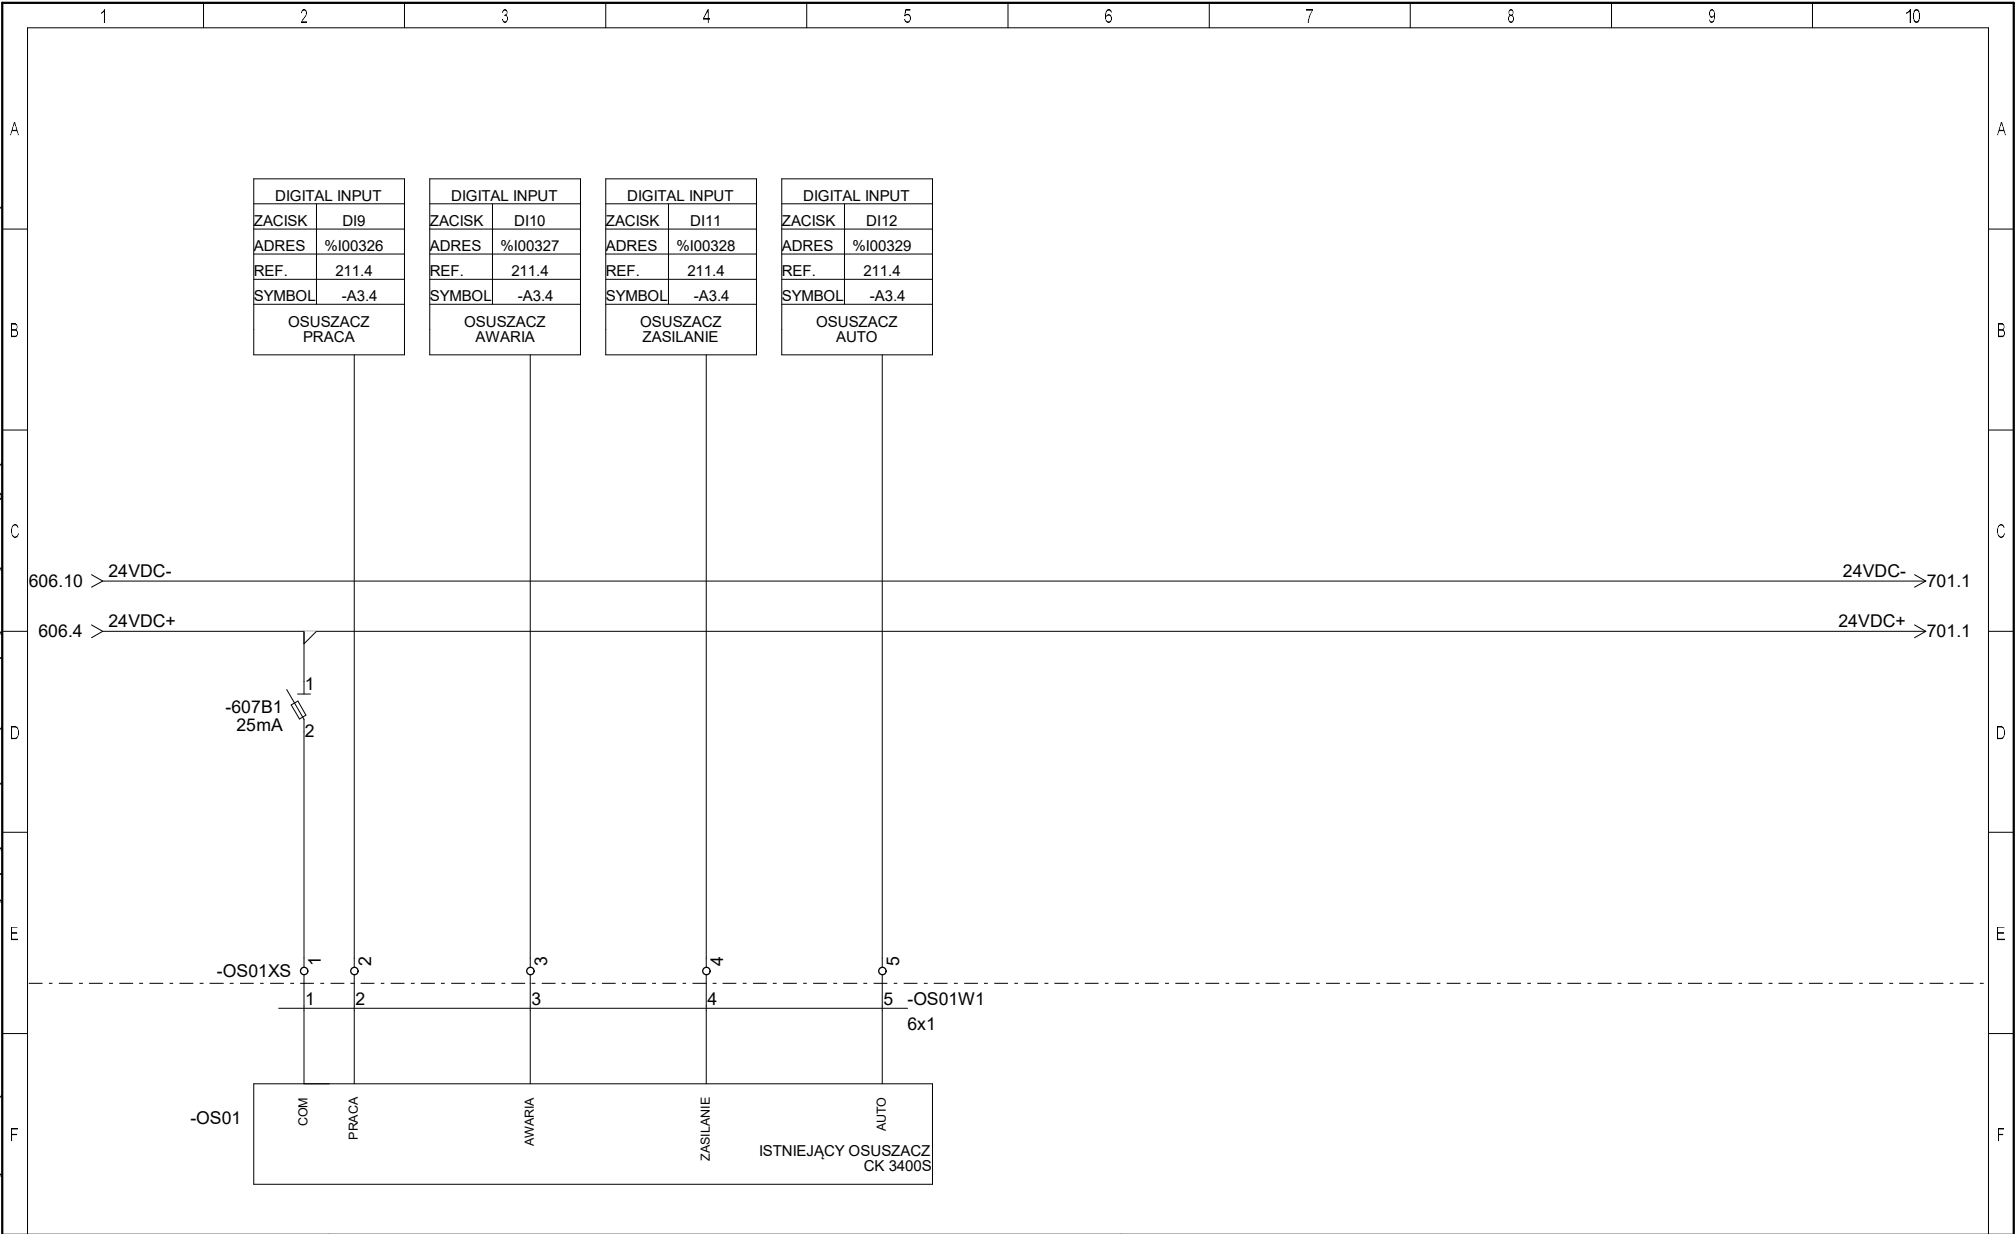 1 2 3 4 5 6 7 8 9 10
A A
DIGITAL INPUT DIGITAL INPUT DIGITAL INPUT DIGITAL INPUT
ZACISK DI9 ZACISK DI10 ZACISK DI11 ZACISK DI12
ADRES %I00326 ADRES %I00327 ADRES %I00328 ADRES %I00329
REF. 211.4 REF. 211.4 REF. 211.4 REF. 211.4
SYMBOL -A3.4 SYMBOL -A3.4 SYMBOL -A3.4 SYMBOL -A3.4
OSUSZACZ OSUSZACZ OSUSZACZ OSUSZACZ
B PRACA AWARIA ZASILANIE AUTO B
C C
606.10 24VDC- 24VDC- 701.1
606.4 24VDC+ 24VDC+ 701.1
1
-607B1
25mA 2
D D
E E
-OS01XS 1 2 3 4 5
1 2 3 4 5 -OS01W1
6x1
-OS01 COM PRACA AWARIA ZASILANIE AUTO
F F
ISTNIEJĄCY OSUSZACZ
CK 3400S